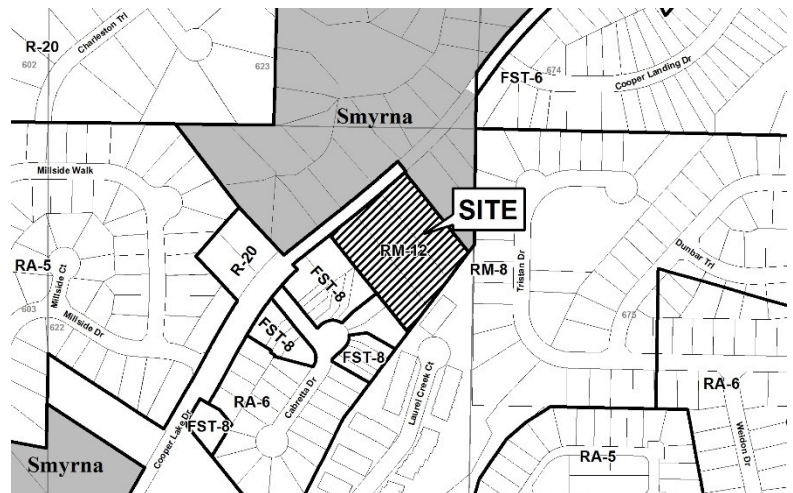 R-20
Charleston Trl
602
623
674
FST-6
Cooper Landing Dr
Smyrna
Millside Walk
SITE
RM-12
R-20
RM-8
Tristan Dr
Dunbar Trl
RA-5
Millside Ct
FST-8
603
622
Millside Dr
675
FST-8
FST-8
RA-6
Cabretta Dr
Laurel Creek Ct
RA-6
Cooper Lake Dr
FST-8
Weldon Dr
Smyrna
RA-5